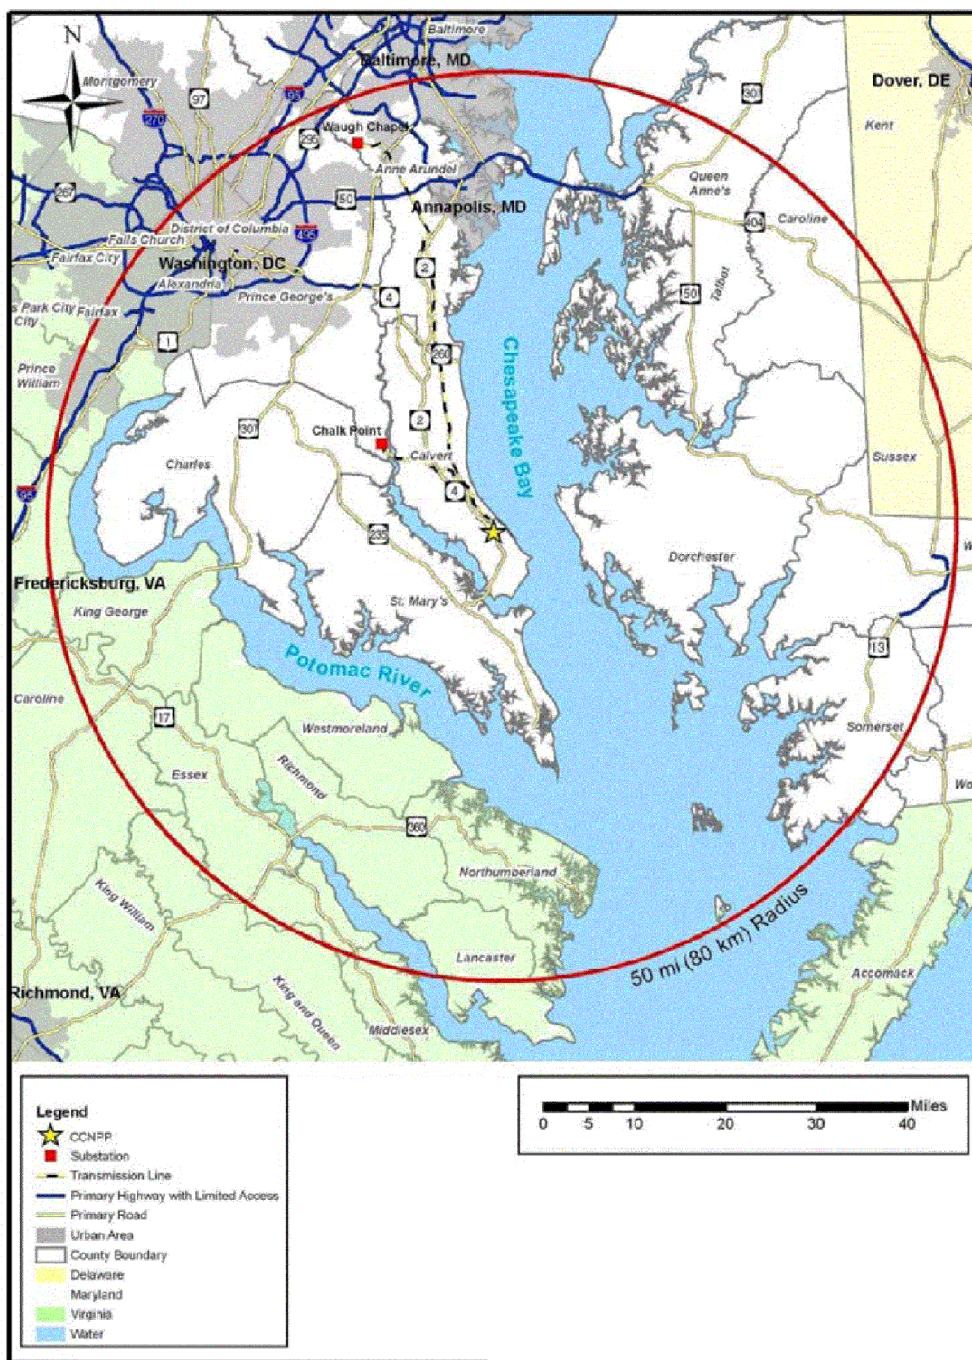 N
Baltimore
Baltimore, MD
Montgomery
Dover, DE
97
95
270
301
Kent
Waugh Chapel
295
Anne Arundel
Queen
Anne's
267
50
Annapolis, MD
404
Caroline
District of Columbia
495
Falls Church
Fairfax City
Washington, DC
2
Alexandria
Prince George's
4
50
Talbot
s Park City
City
Fairfax
1
260
Chesapeake Bay
Prince
William
2
301
Chalk Point
Calvert
Sussex
Charles
4
95
235
W
Dorchester
Fredericksburg, VA
King George
St. Mary's
13
Potomac River
Caroline
17
Westmoreland
Somerset
Essex
Richmond
Wo
360
Northumberland
King William
50 mi (80 km) Radius
Lancaster
Accomack
Richmond, VA
King and Queen
Middlesex
Legend
CCNPP
Substation
Transmission Line
Primary Highway with Limited Access
Primary Road
Urban Area
County Boundary
Delaware
Maryland
Virginia
Water
Miles
0 5 10 20 30 40